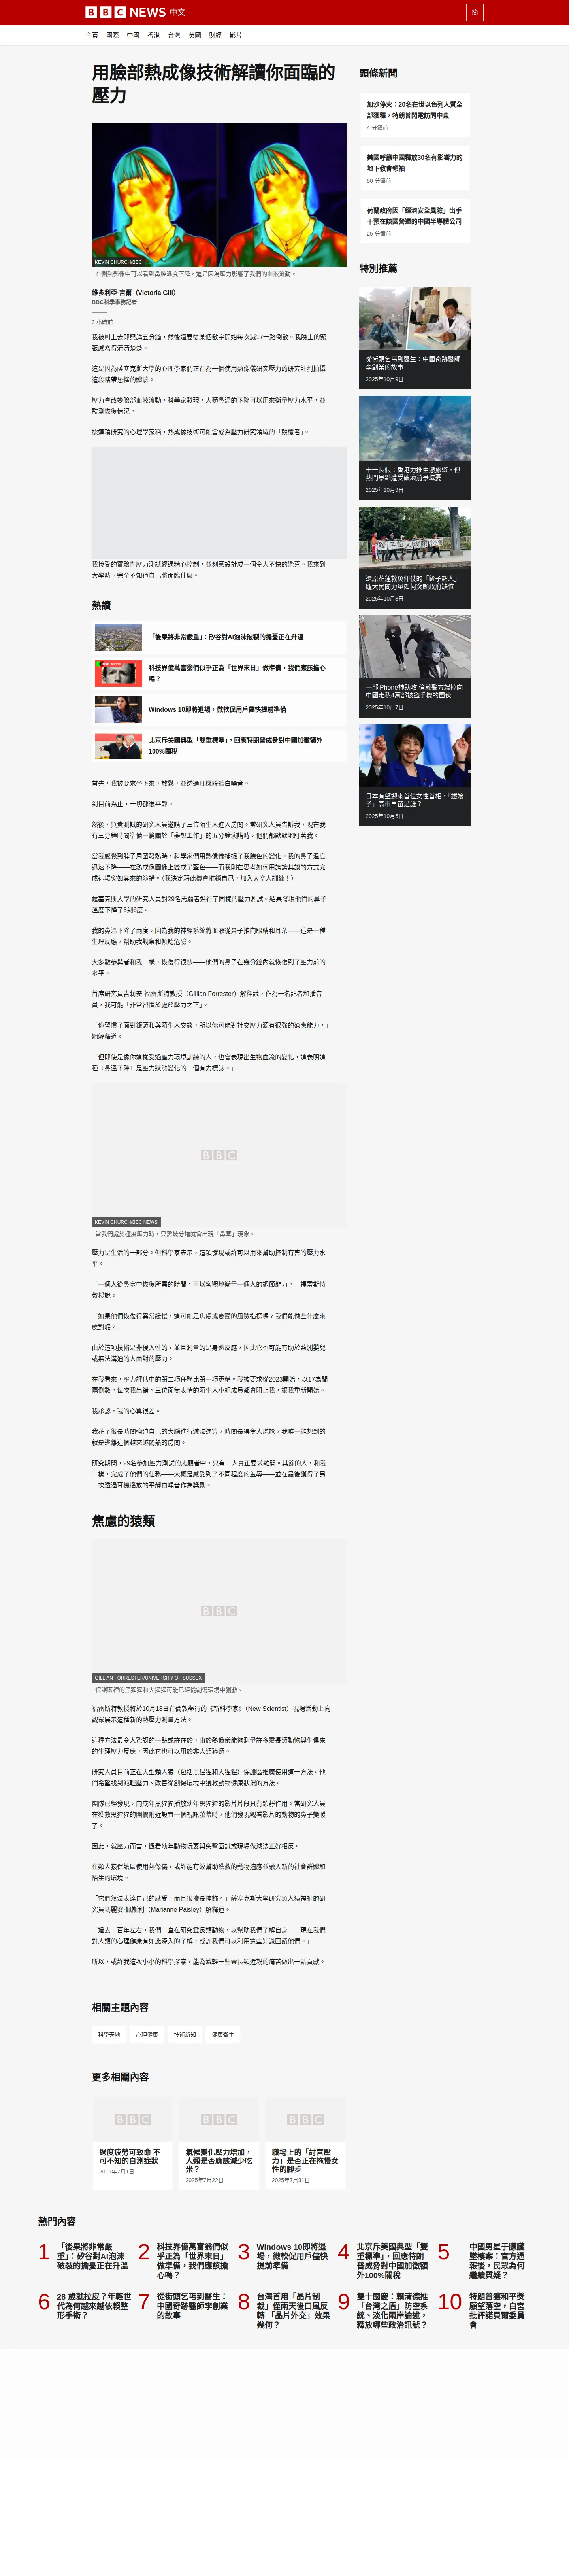 BBC NEWS 中文
简
主頁 國際 中國 香港 台灣 英國 財經 影片
用臉部熱成像技術解讀你面臨的
壓力
KEVIN CHURCH/BBC
右側熱影像中可以看到鼻腔溫度下降。這是因為壓力影響了我們的血液流動。
維多利亞·吉爾（Victoria Gill）
BBC科學事務記者
3 小時前
我被叫上去即興講五分鐘，然後還要從某個數字開始每次減17一路倒數。我臉上的緊
張感寫得清清楚楚。
這是因為薩塞克斯大學的心理學家們正在為一個使用熱像儀研究壓力的研究計劃拍攝
這段略帶恐懼的體驗。
壓力會改變臉部血液流動，科學家發現，人類鼻溫的下降可以用來衡量壓力水平，並
監測恢復情況。
據這項研究的心理學家稱，熱成像技術可能會成為壓力研究領域的「顛覆者」。
我接受的實驗性壓力測試經過精心控制，並刻意設計成一個令人不快的驚喜。我來到
大學時，完全不知道自己將面臨什麼。
熱讀
「後果將非常嚴重」：矽谷對AI泡沫破裂的擔憂正在升溫
科技界億萬富翁們似乎正為「世界末日」做準備，我們應該擔心
嗎？
Windows 10即將退場，微軟促用戶儘快提前準備
北京斥美國典型「雙重標準」，回應特朗普威脅對中國加徵額外
100%關稅
首先，我被要求坐下來，放鬆，並透過耳機聆聽白噪音。
到目前為止，一切都很平靜。
然後，負責測試的研究人員邀請了三位陌生人進入房間。當研究人員告訴我，現在我
有三分鐘時間準備一篇關於「夢想工作」的五分鐘演講時，他們都默默地盯著我。
當我感覺到脖子周圍發熱時，科學家們用熱像儀捕捉了我臉色的變化。我的鼻子溫度
迅速下降——在熱成像圖像上變成了藍色——而我則在思考如何用誇誇其談的方式完
成這場突如其來的演講。（我決定藉此機會推銷自己，加入太空人訓練！）
薩塞克斯大學的研究人員對29名志願者進行了同樣的壓力測試。結果發現他們的鼻子
溫度下降了3到6度。
我的鼻溫下降了兩度，因為我的神經系統將血液從鼻子推向眼睛和耳朵——這是一種
生理反應，幫助我觀察和傾聽危險。
大多數參與者和我一樣，恢復得很快——他們的鼻子在幾分鐘內就恢復到了壓力前的
水平。
首席研究員吉莉安·福雷斯特教授（Gillian Forrester）解釋說，作為一名記者和播音
員，我可能「非常習慣於處於壓力之下」。
「你習慣了面對鏡頭和與陌生人交談，所以你可能對社交壓力源有很強的適應能力，」
她解釋道。
「但即使是像你這樣受過壓力環境訓練的人，也會表現出生物血流的變化，這表明這
種『鼻溫下降』是壓力狀態變化的一個有力標誌。」
BBC
KEVIN CHURCH/BBC NEWS
當我們處於極度壓力時，只需幾分鐘就會出現「鼻塞」現象。
壓力是生活的一部分。但科學家表示，這項發現或許可以用來幫助控制有害的壓力水
平。
「一個人從鼻塞中恢復所需的時間，可以客觀地衡量一個人的調節能力。」福雷斯特
教授說。
「如果他們恢復得異常緩慢，這可能是焦慮或憂鬱的風險指標嗎？我們能做些什麼來
應對呢？」
由於這項技術是非侵入性的，並且測量的是身體反應，因此它也可能有助於監測嬰兒
或無法溝通的人面對的壓力。
在我看來，壓力評估中的第二項任務比第一項更糟。我被要求從2023開始，以17為間
隔倒數。每次我出錯，三位面無表情的陌生人小組成員都會阻止我，讓我重新開始。
我承認，我的心算很差。
我花了很長時間強迫自己的大腦進行減法運算，時間長得令人尷尬，我唯一能想到的
就是逃離這個越來越悶熱的房間。
研究期間，29名參加壓力測試的志願者中，只有一人真正要求離開。其餘的人，和我
一樣，完成了他們的任務——大概是感受到了不同程度的羞辱——並在最後獲得了另
一次透過耳機播放的平靜白噪音作為獎勵。
焦慮的猿類
BBC
GILLIAN FORRESTER/UNIVERSITY OF SUSSEX
保護區裡的黑猩猩和大猩猩可能已經從創傷環境中獲救。
福雷斯特教授將於10月18日在倫敦舉行的《新科學家》（New Scientist）現場活動上向
觀眾展示這種新的熱壓力測量方法。
這種方法最令人驚訝的一點或許在於，由於熱像儀能夠測量許多靈長類動物與生俱來
的生理壓力反應，因此它也可以用於非人類猿類。
研究人員目前正在大型類人猿（包括黑猩猩和大猩猩）保護區推廣使用這一方法。他
們希望找到減輕壓力、改善從創傷環境中獲救動物健康狀況的方法。
團隊已經發現，向成年黑猩猩播放幼年黑猩猩的影片片段具有鎮靜作用。當研究人員
在獲救黑猩猩的圍欄附近設置一個視訊螢幕時，他們發現觀看影片的動物的鼻子變暖
了。
因此，就壓力而言，觀看幼年動物玩耍與突擊面試或現場做減法正好相反。
在類人猿保護區使用熱像儀，或許能有效幫助獲救的動物適應並融入新的社會群體和
陌生的環境。
「它們無法表達自己的感受，而且很擅長掩飾。」薩塞克斯大學研究類人猿福祉的研
究員瑪麗安·佩斯利（Marianne Paisley）解釋道。
「過去一百年左右，我們一直在研究靈長類動物，以幫助我們了解自身……現在我們
對人類的心理健康有如此深入的了解，或許我們可以利用這些知識回饋他們。」
所以，或許我這次小小的科學探索，能為減輕一些靈長類近親的痛苦做出一點貢獻。
相關主題內容
科學天地 心理健康 技術新知 健康衛生
更多相關內容
BBC BBC BBC
過度疲勞可致命 不
可不知的自測症狀
2019年7月1日
氣候變化壓力增加，
人類是否應該減少吃
米？
2025年7月22日
職場上的「討喜壓
力」是否正在拖慢女
性的腳步
2025年7月31日
頭條新聞
加沙停火：20名在世以色列人質全
部獲釋，特朗普閃電訪問中東
4 分鐘前
美國呼籲中國釋放30名有影響力的
地下教會領袖
50 分鐘前
荷蘭政府因「經濟安全風險」出手
干預在該國營運的中國半導體公司
25 分鐘前
特別推薦
從街頭乞丐到醫生：中國奇跡醫師
李創業的故事
2025年10月9日
十一長假：香港力推生態旅遊，但
熱門景點遭受破壞前景堪憂
2025年10月9日
還原花蓮救災仰仗的「鏟子超人」
龐大民間力量如何突顯政府缺位
2025年10月8日
一部iPhone神助攻 倫敦警方端掉向
中國走私4萬部被盜手機的團伙
2025年10月7日
日本有望迎來首位女性首相，「鐵娘
子」高市早苗是誰？
2025年10月5日
熱門內容
1
「後果將非常嚴
重」：矽谷對AI泡沫
破裂的擔憂正在升溫
2
科技界億萬富翁們似
乎正為「世界末日」
做準備，我們應該擔
心嗎？
3
Windows 10即將退
場，微軟促用戶儘快
提前準備
4
北京斥美國典型「雙
重標準」，回應特朗
普威脅對中國加徵額
外100%關稅
5
中國男星于朦朧
墜樓案：官方通
報後，民眾為何
繼續質疑？
6
28 歲就拉皮？年輕世
代為何越來越依賴整
形手術？
7
從街頭乞丐到醫生：
中國奇跡醫師李創業
的故事
8
台灣首用「晶片制
裁」僅兩天後口風反
轉 「晶片外交」效果
幾何？
9
雙十國慶：賴清德推
「台灣之盾」防空系
統、淡化兩岸論述，
釋放哪些政治訊號？
10
特朗普獲和平獎
願望落空，白宮
批評諾貝爾委員
會